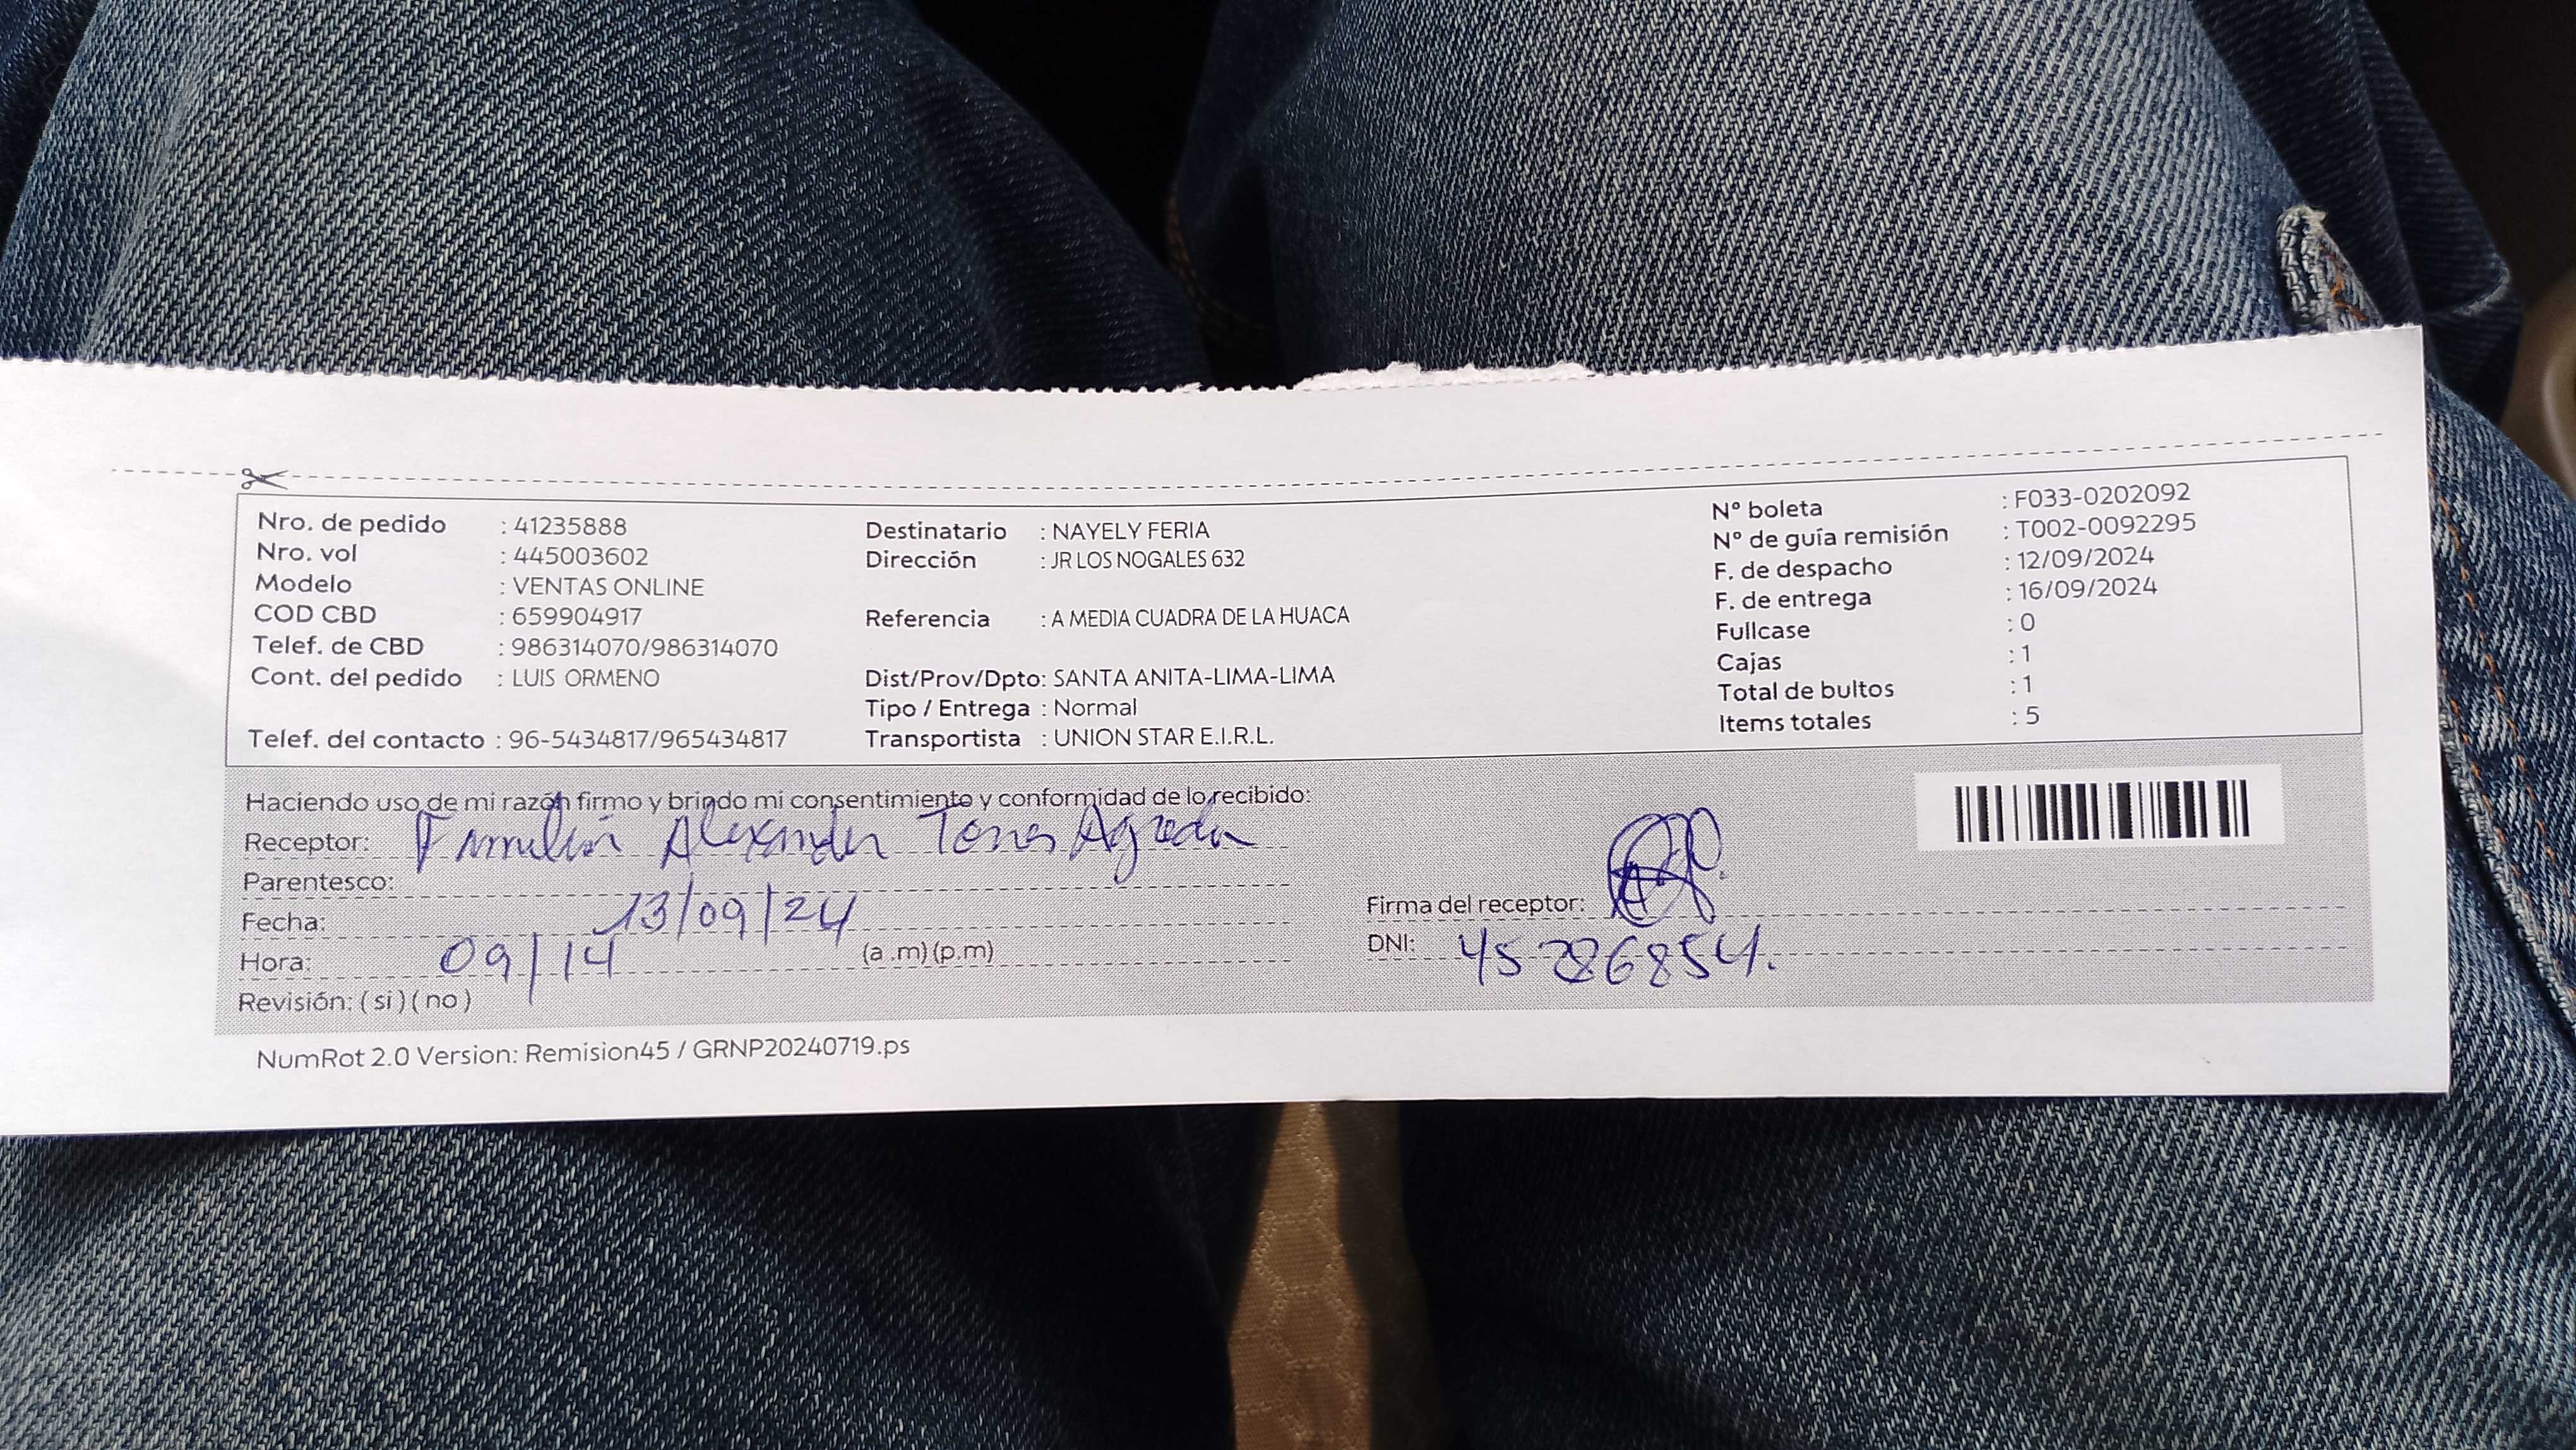 Nro. de pedido : 41235888
Nro. vol : 445003602
Modelo : VENTAS ONLINE
COD CBD : 659904917
Telef. de CBD : 986314070/986314070
Cont. del pedido : LUIS ORMENO
Telef. del contacto : 96-5434817/965434817
Destinatario : NAYELY FERIA
Dirección : JR LOS NOGALES 632
Referencia : A MEDIA CUADRA DE LA HUACA
Dist/Prov/Dpto: SANTA ANITA-LIMA-LIMA
Tipo / Entrega : Normal
Transportista : UNION STAR E.I.R.L.
N° boleta : F033-0202092
N° de guía remisión : T002-0092295
F. de despacho : 12/09/2024
F. de entrega : 16/09/2024
Fullcase : 0
Cajas : 1
Total de bultos : 1
Items totales : 5
Haciendo uso de mi razón firmo y brindo mi consentimiento y conformidad de lo recibido:
Receptor: Alexander
Parentesco:
Fecha: 13/09/24
Hora: 09/14 (a .m) (p.m)
Revisión: ( si ) ( no )
Firma del receptor:
DNI:
NumRot 2.0 Version: Remision45 / GRNP20240719.ps